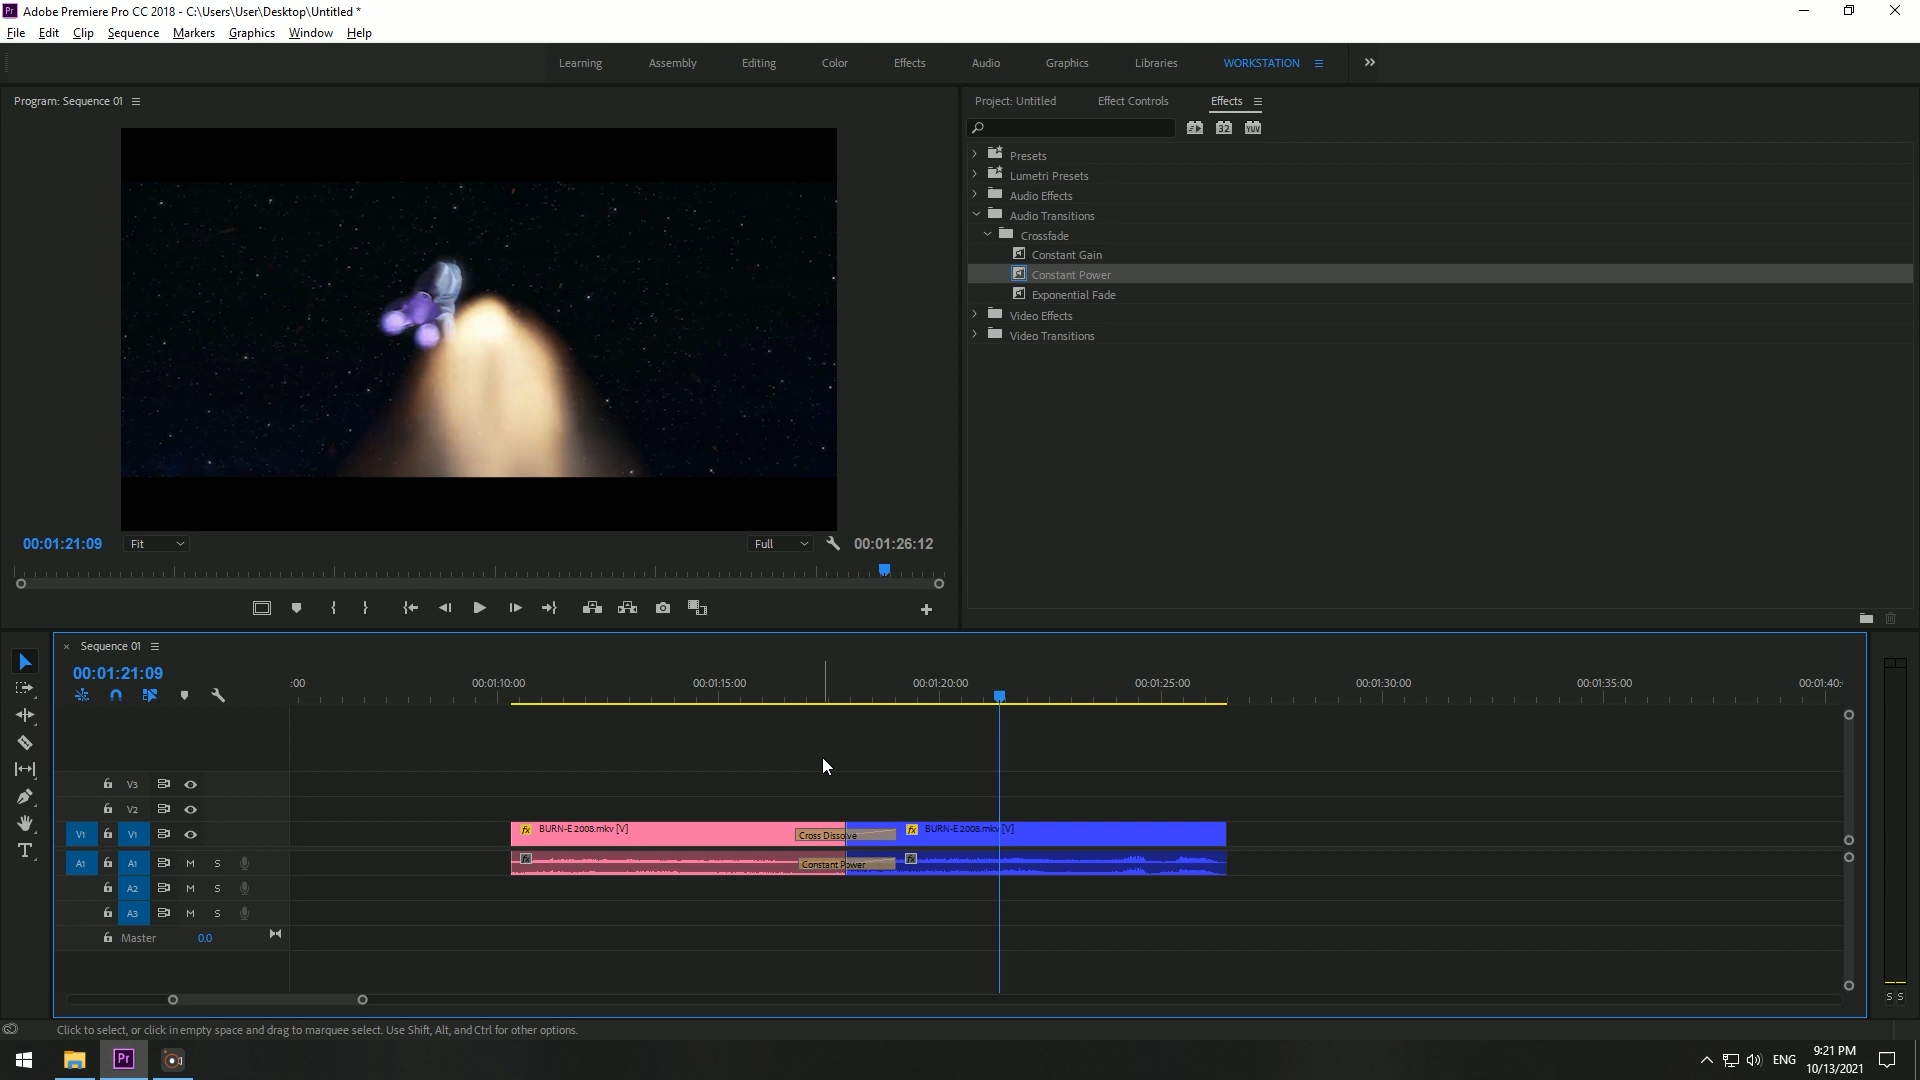 Pr Adobe Premiere Pro CC 2018 - C:\Users\User\Desktop\Untitled *
File Edit Clip Sequence Markers Graphics Window Help
Learning Assembly Editing Color Effects Audio Graphics Libraries WORKSTATION
Program: Sequence 01
Project: Untitled Effect Controls Effects
32 YUV
Presets
Lumetri Presets
Audio Effects
Audio Transitions
Crossfade
Constant Gain
Constant Power
Exponential Fade
Video Effects
Video Transitions
00:01:21:09 Fit Full 00:01:26:12
× Sequence 01
00:01:21:09
:00 00:01:10:00 00:01:15:00 00:01:20:00 00:01:25:00 00:01:30:00 00:01:35:00 00:01:40:
V3
V2
V1 V1 fx BURN-E 2008.mkv [V] Cross Dissolve fx BURN-E 2008.mkv [V]
A1 A1 M S Constant Power
A2 M S
A3 M S
Master 0.0
S S
Click to select, or click in empty space and drag to marquee select. Use Shift, Alt, and Ctrl for other options.
Pr ENG 9:21 PM
10/13/2021